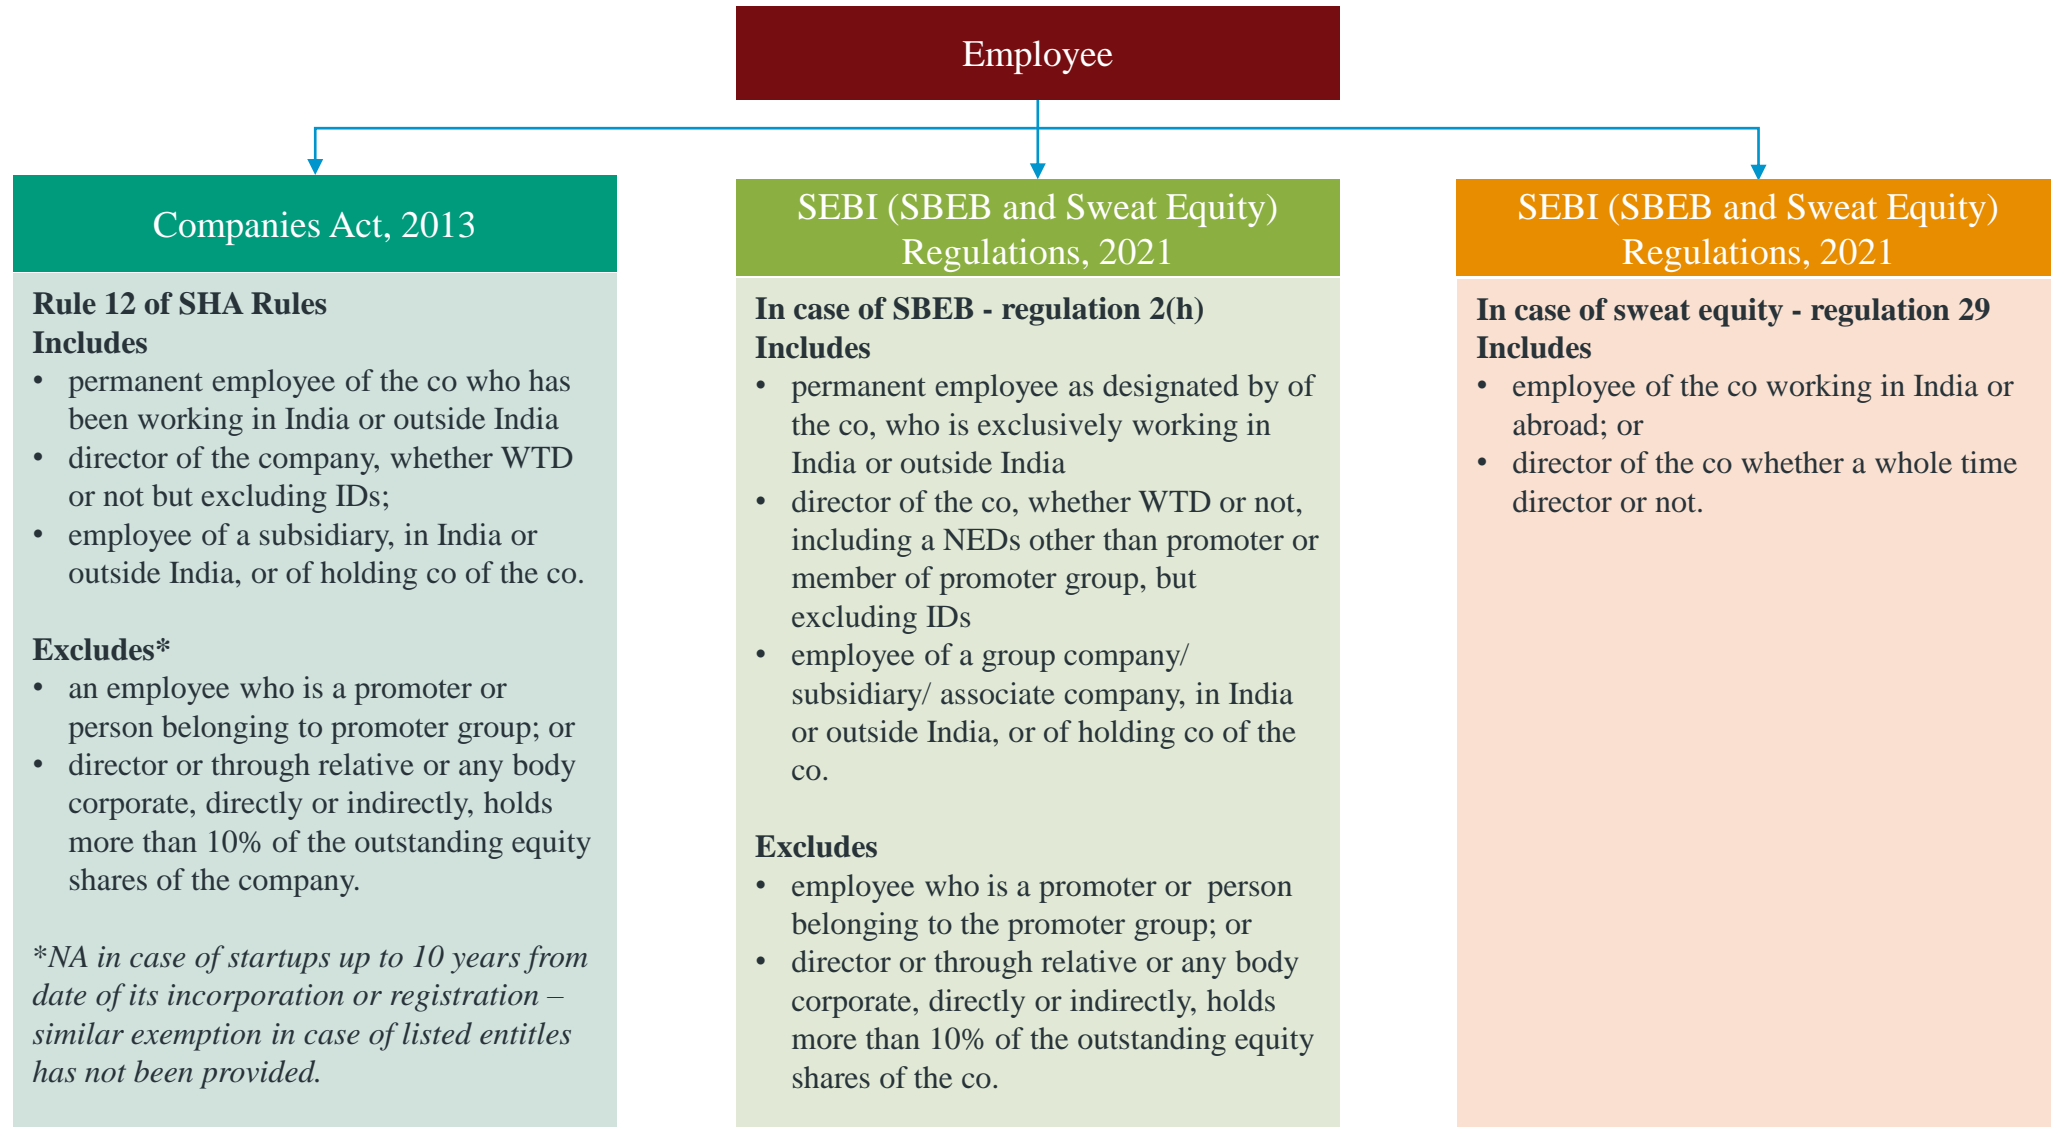 Employee
Companies Act, 2013
Rule 12 of SHA Rules
Includes
• permanent employee of the co who has
been working in India or outside India
• director of the company, whether WTD
or not but excluding IDs;
• employee of a subsidiary, in India or
outside India, or of holding co of the co.
Excludes*
• an employee who is a promoter or
person belonging to promoter group; or
• director or through relative or any body
corporate, directly or indirectly, holds
more than 10% of the outstanding equity
shares of the company.
*NA in case of startups up to 10 years from
date of its incorporation or registration –
similar exemption in case of listed entitles
has not been provided.
SEBI (SBEB and Sweat Equity)
Regulations, 2021
In case of SBEB - regulation 2(h)
Includes
• permanent employee as designated by of
the co, who is exclusively working in
India or outside India
• director of the co, whether WTD or not,
including a NEDs other than promoter or
member of promoter group, but
excluding IDs
• employee of a group company/
subsidiary/ associate company, in India
or outside India, or of holding co of the
co.
Excludes
• employee who is a promoter or person
belonging to the promoter group; or
• director or through relative or any body
corporate, directly or indirectly, holds
more than 10% of the outstanding equity
shares of the co.
SEBI (SBEB and Sweat Equity)
Regulations, 2021
In case of sweat equity - regulation 29
Includes
• employee of the co working in India or
abroad; or
• director of the co whether a whole time
director or not.